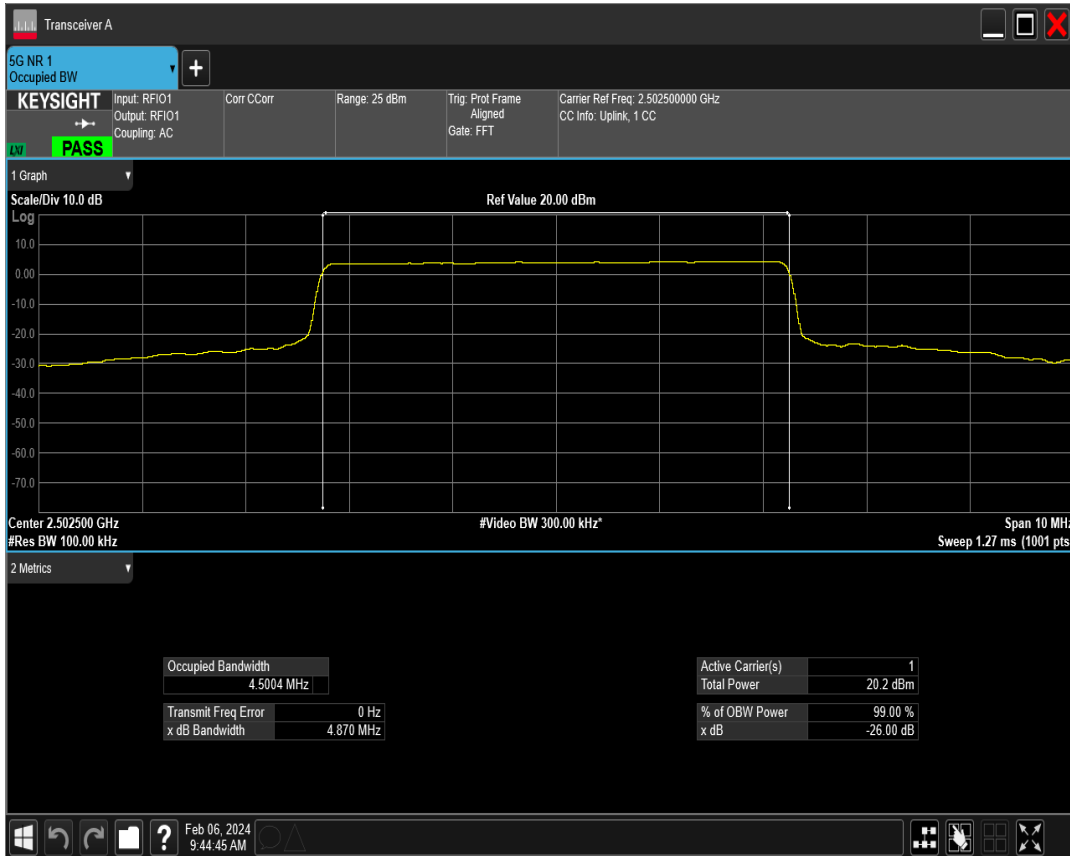 Transceiver A
5G NR 1
Occupied BW
KEYSIGHT
LXI
PASS
Input: RFIO1
Output: RFIO1
Coupling: AC
Corr CCorr
Range: 25 dBm
Trig: Prot Frame
Aligned
Gate: FFT
Carrier Ref Freq: 2.502500000 GHz
CC Info: Uplink, 1 CC
1 Graph
Scale/Div 10.0 dB
Ref Value 20.00 dBm
Log
10.0
0.00
-10.0
-20.0
-30.0
-40.0
-50.0
-60.0
-70.0
Center 2.502500 GHz
#Video BW 300.00 kHz*
Span 10 MHz
#Res BW 100.00 kHz
Sweep 1.27 ms (1001 pts
2 Metrics
Occupied Bandwidth
4.5004 MHz
Transmit Freq Error 0 Hz
x dB Bandwidth 4.870 MHz
Active Carrier(s) 1
Total Power 20.2 dBm
% of OBW Power 99.00 %
x dB -26.00 dB
?
Feb 06, 2024
9:44:45 AM